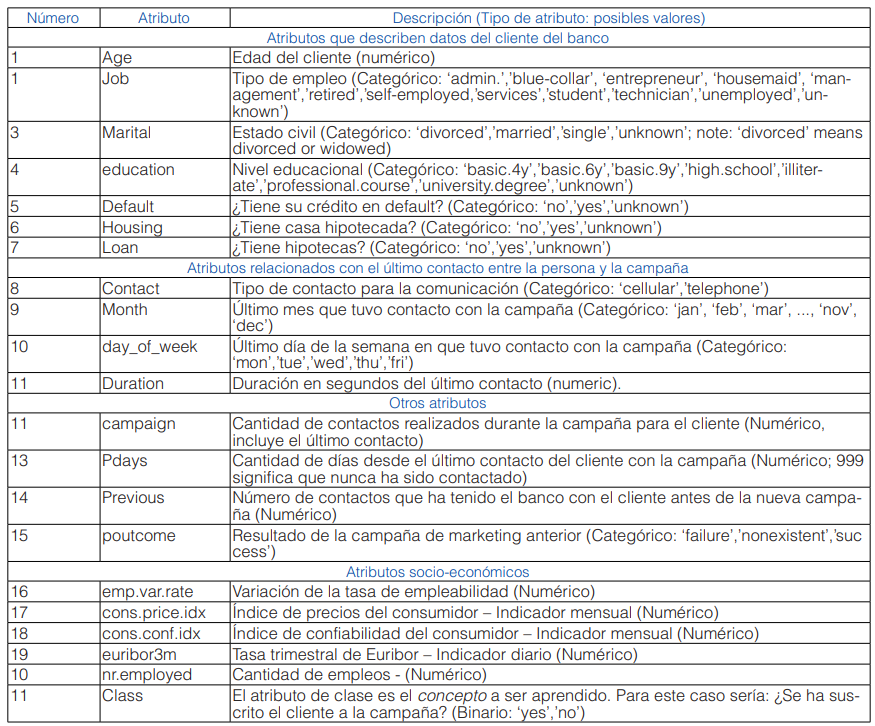 Número Atributo Descripción (Tipo de atributo: posibles valores)
Atributos que describen datos del cliente del banco
1 Age Edad del cliente (numérico)
1 Job Tipo de empleo (Categórico: ‘admin.’,’blue-collar’, ‘entrepreneur’, ‘housemaid’, ‘man-
agement’,’retired’,’self-employed,’services’,’student’,’technician’,’unemployed’,’un-
known’)
3 Marital Estado civil (Categórico: ‘divorced’,’married’,’single’,’unknown’; note: ‘divorced’ means
divorced or widowed)
4 education Nivel educacional (Categórico: ‘basic.4y’,’basic.6y’,’basic.9y’,’high.school’,’illiter-
ate’,’professional.course’,’university.degree’,’unknown’)
5 Default ¿Tiene su crédito en default? (Categórico: ‘no’,’yes’,’unknown’)
6 Housing ¿Tiene casa hipotecada? (Categórico: ‘no’,’yes’,’unknown’)
7 Loan ¿Tiene hipotecas? (Categórico: ‘no’,’yes’,’unknown’)
Atributos relacionados con el último contacto entre la persona y la campaña
8 Contact Tipo de contacto para la comunicación (Categórico: ‘cellular’,’telephone’)
9 Month Último mes que tuvo contacto con la campaña (Categórico: ‘jan’, ‘feb’, ‘mar’, ..., ‘nov’,
‘dec’)
10 day_of_week Último día de la semana en que tuvo contacto con la campaña (Categórico:
‘mon’,’tue’,’wed’,’thu’,’fri’)
11 Duration Duración en segundos del último contacto (numeric).
Otros atributos
11 campaign Cantidad de contactos realizados durante la campaña para el cliente (Numérico,
incluye el último contacto)
13 Pdays Cantidad de días desde el último contacto del cliente con la campaña (Numérico; 999
significa que nunca ha sido contactado)
14 Previous Número de contactos que ha tenido el banco con el cliente antes de la nueva campa-
ña (Numérico)
15 poutcome Resultado de la campaña de marketing anterior (Categórico: ‘failure’,’nonexistent’,’suc
cess’)
Atributos socio-económicos
16 emp.var.rate Variación de la tasa de empleabilidad (Numérico)
17 cons.price.idx Índice de precios del consumidor – Indicador mensual (Numérico)
18 cons.conf.idx Índice de confiabilidad del consumidor – Indicador mensual (Numérico)
19 euribor3m Tasa trimestral de Euribor – Indicador diario (Numérico)
10 nr.employed Cantidad de empleos - (Numérico)
11 Class El atributo de clase es el concepto a ser aprendido. Para este caso sería: ¿Se ha sus-
crito el cliente a la campaña? (Binario: ‘yes’,’no’)